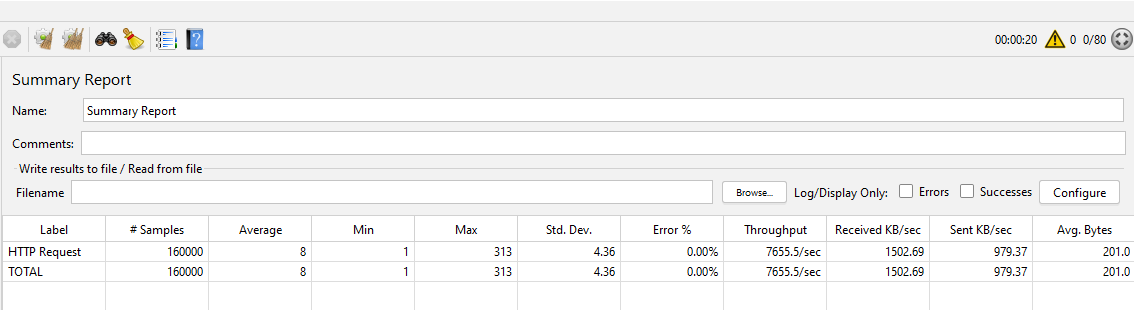 00:00:20 0 0/80
Summary Report
Name: Summary Report
Comments:
Write results to file / Read from file
Filename Browse... Log/Display Only: Errors Successes Configure
Label # Samples Average Min Max Std. Dev. Error % Throughput Received KB/sec Sent KB/sec Avg. Bytes
HTTP Request 160000 8 1 313 4.36 0.00% 7655.5/sec 1502.69 979.37 201.0
TOTAL 160000 8 1 313 4.36 0.00% 7655.5/sec 1502.69 979.37 201.0